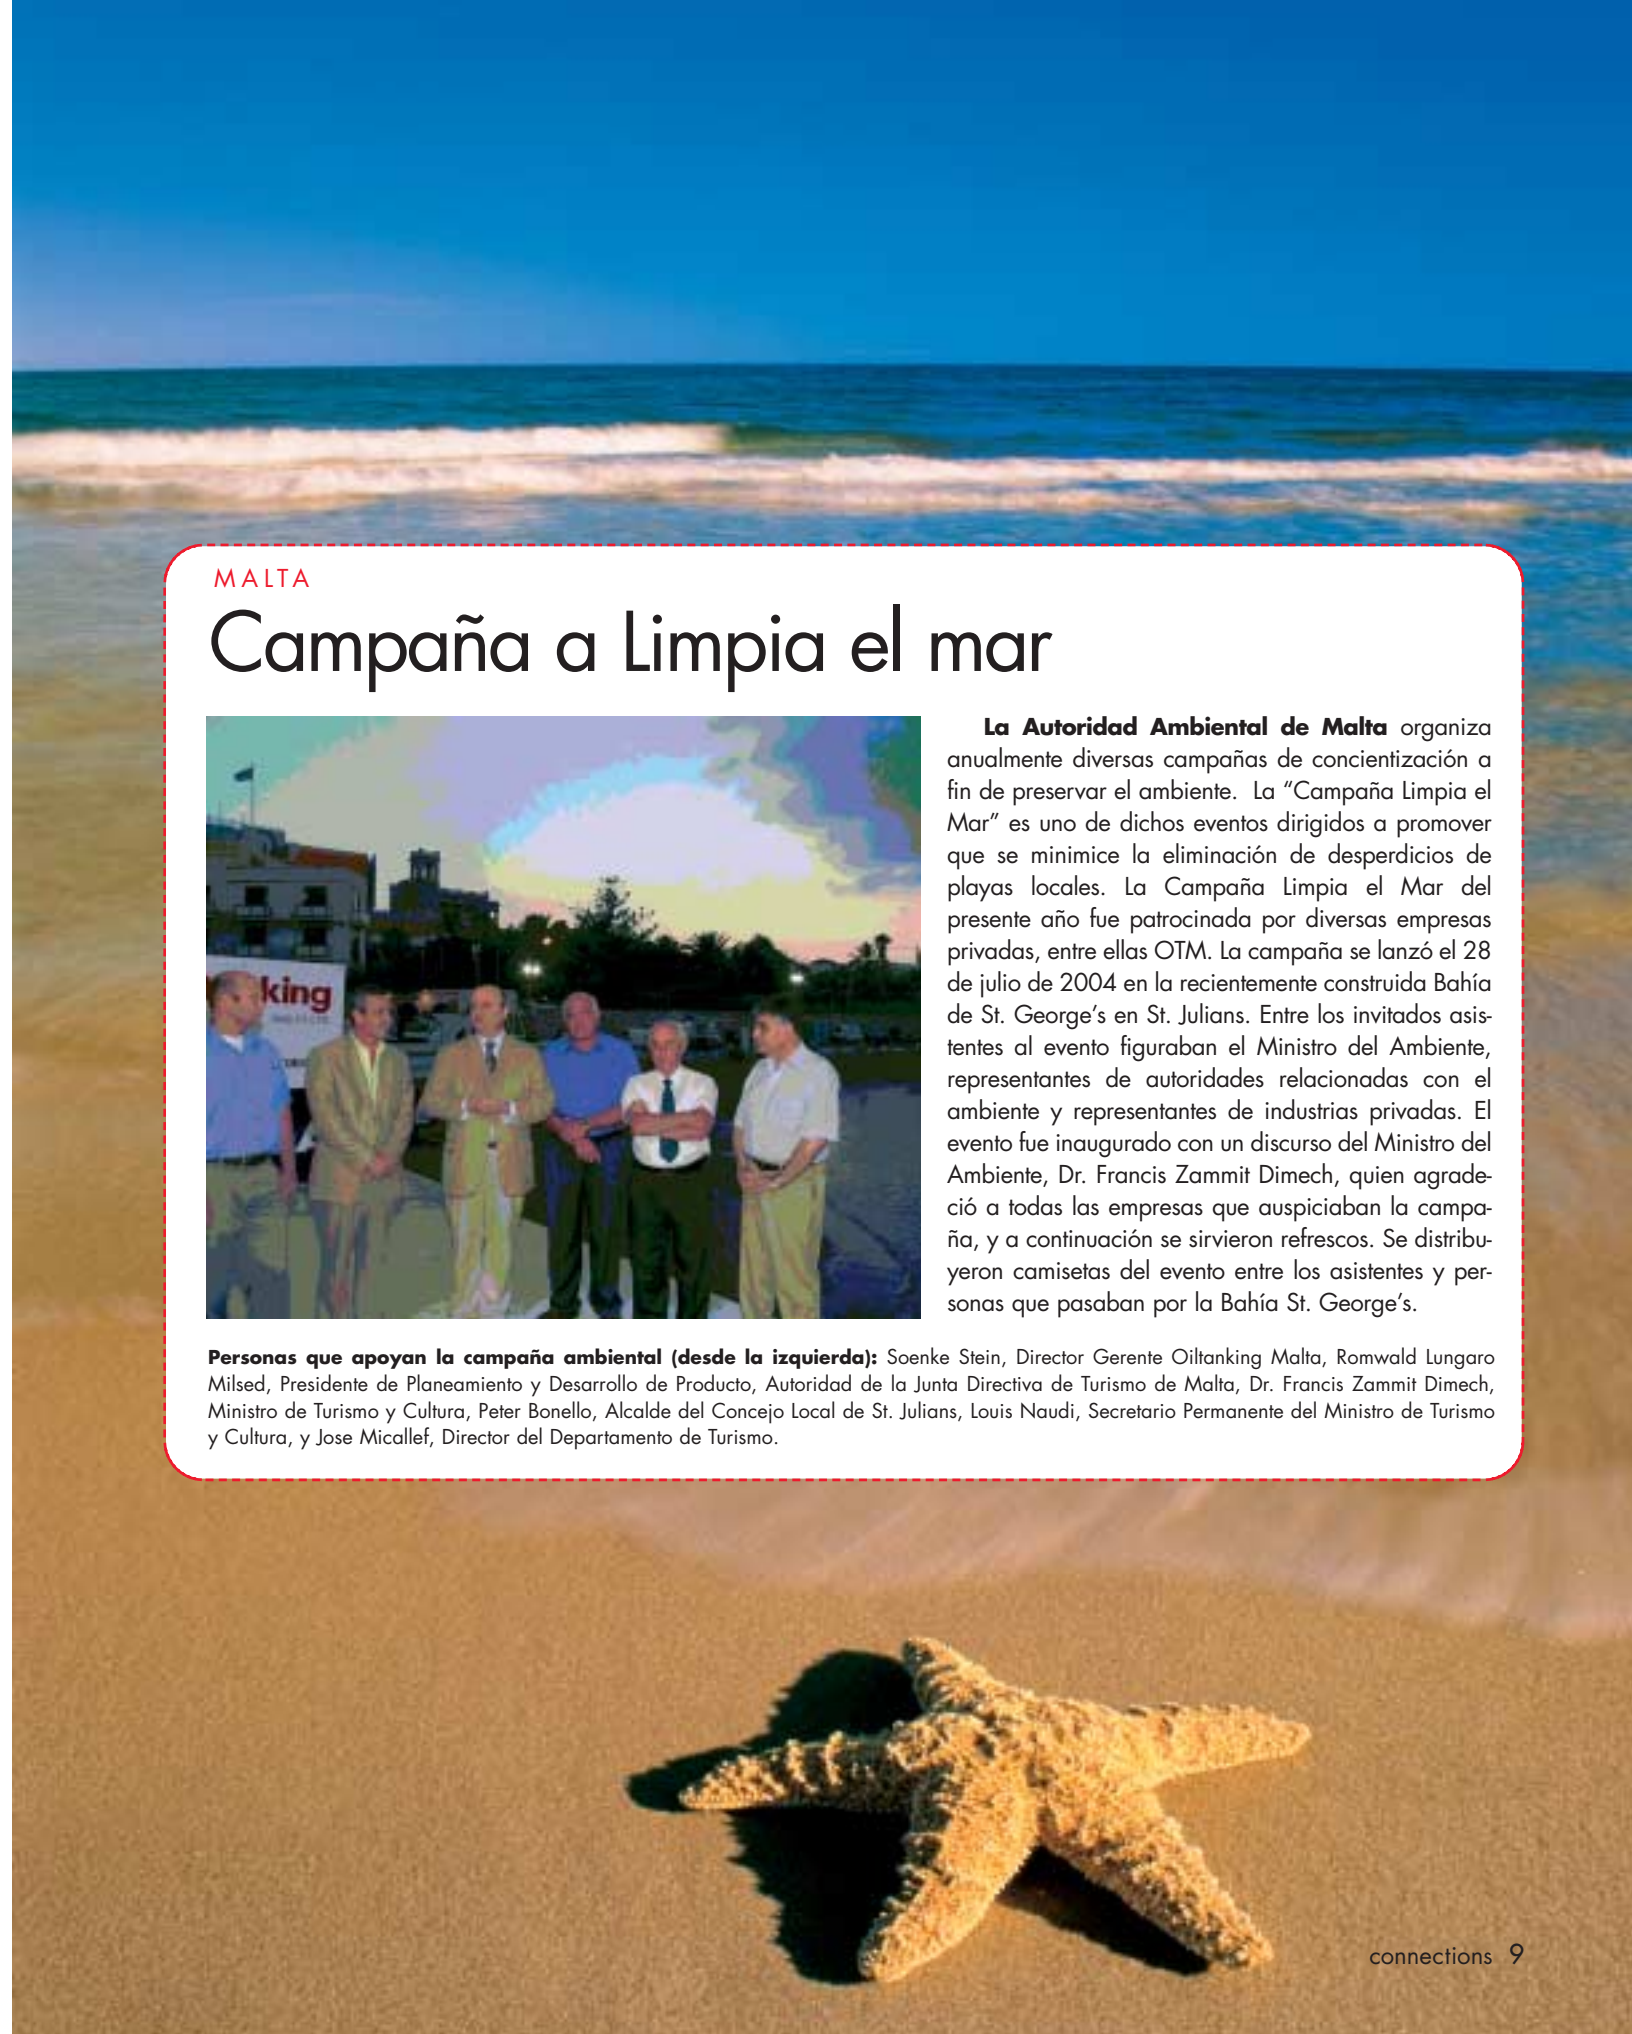 MALTA
Campaña a Limpia el mar
king
La Autoridad Ambiental de Malta organiza
anualmente diversas campañas de concientización a
fin de preservar el ambiente. La “Campaña Limpia el
Mar” es uno de dichos eventos dirigidos a promover
que se minimice la eliminación de desperdicios de
playas locales. La Campaña Limpia el Mar del
presente año fue patrocinada por diversas empresas
privadas, entre ellas OTM. La campaña se lanzó el 28
de julio de 2004 en la recientemente construida Bahía
de St. George’s en St. Julians. Entre los invitados asis-
tentes al evento figuraban el Ministro del Ambiente,
representantes de autoridades relacionadas con el
ambiente y representantes de industrias privadas. El
evento fue inaugurado con un discurso del Ministro del
Ambiente, Dr. Francis Zammit Dimech, quien agrade-
ció a todas las empresas que auspiciaban la campa-
ña, y a continuación se sirvieron refrescos. Se distribu-
yeron camisetas del evento entre los asistentes y per-
sonas que pasaban por la Bahía St. George’s.
Personas que apoyan la campaña ambiental (desde la izquierda): Soenke Stein, Director Gerente Oiltanking Malta, Romwald Lungaro
Milsed, Presidente de Planeamiento y Desarrollo de Producto, Autoridad de la Junta Directiva de Turismo de Malta, Dr. Francis Zammit Dimech,
Ministro de Turismo y Cultura, Peter Bonello, Alcalde del Concejo Local de St. Julians, Louis Naudi, Secretario Permanente del Ministro de Turismo
y Cultura, y Jose Micallef, Director del Departamento de Turismo.
connections 9